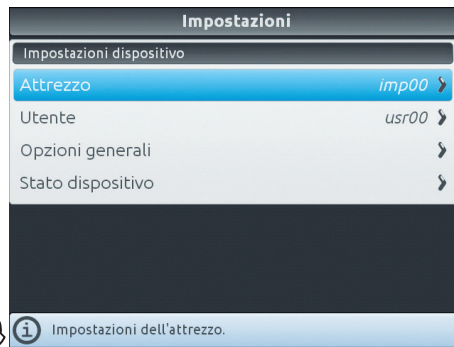 Impostazioni
Impostazioni dispositivo
Attrezzo imp00
Utente usr00
Opzioni generali
Stato dispositivo
Impostazioni dell'attrezzo.